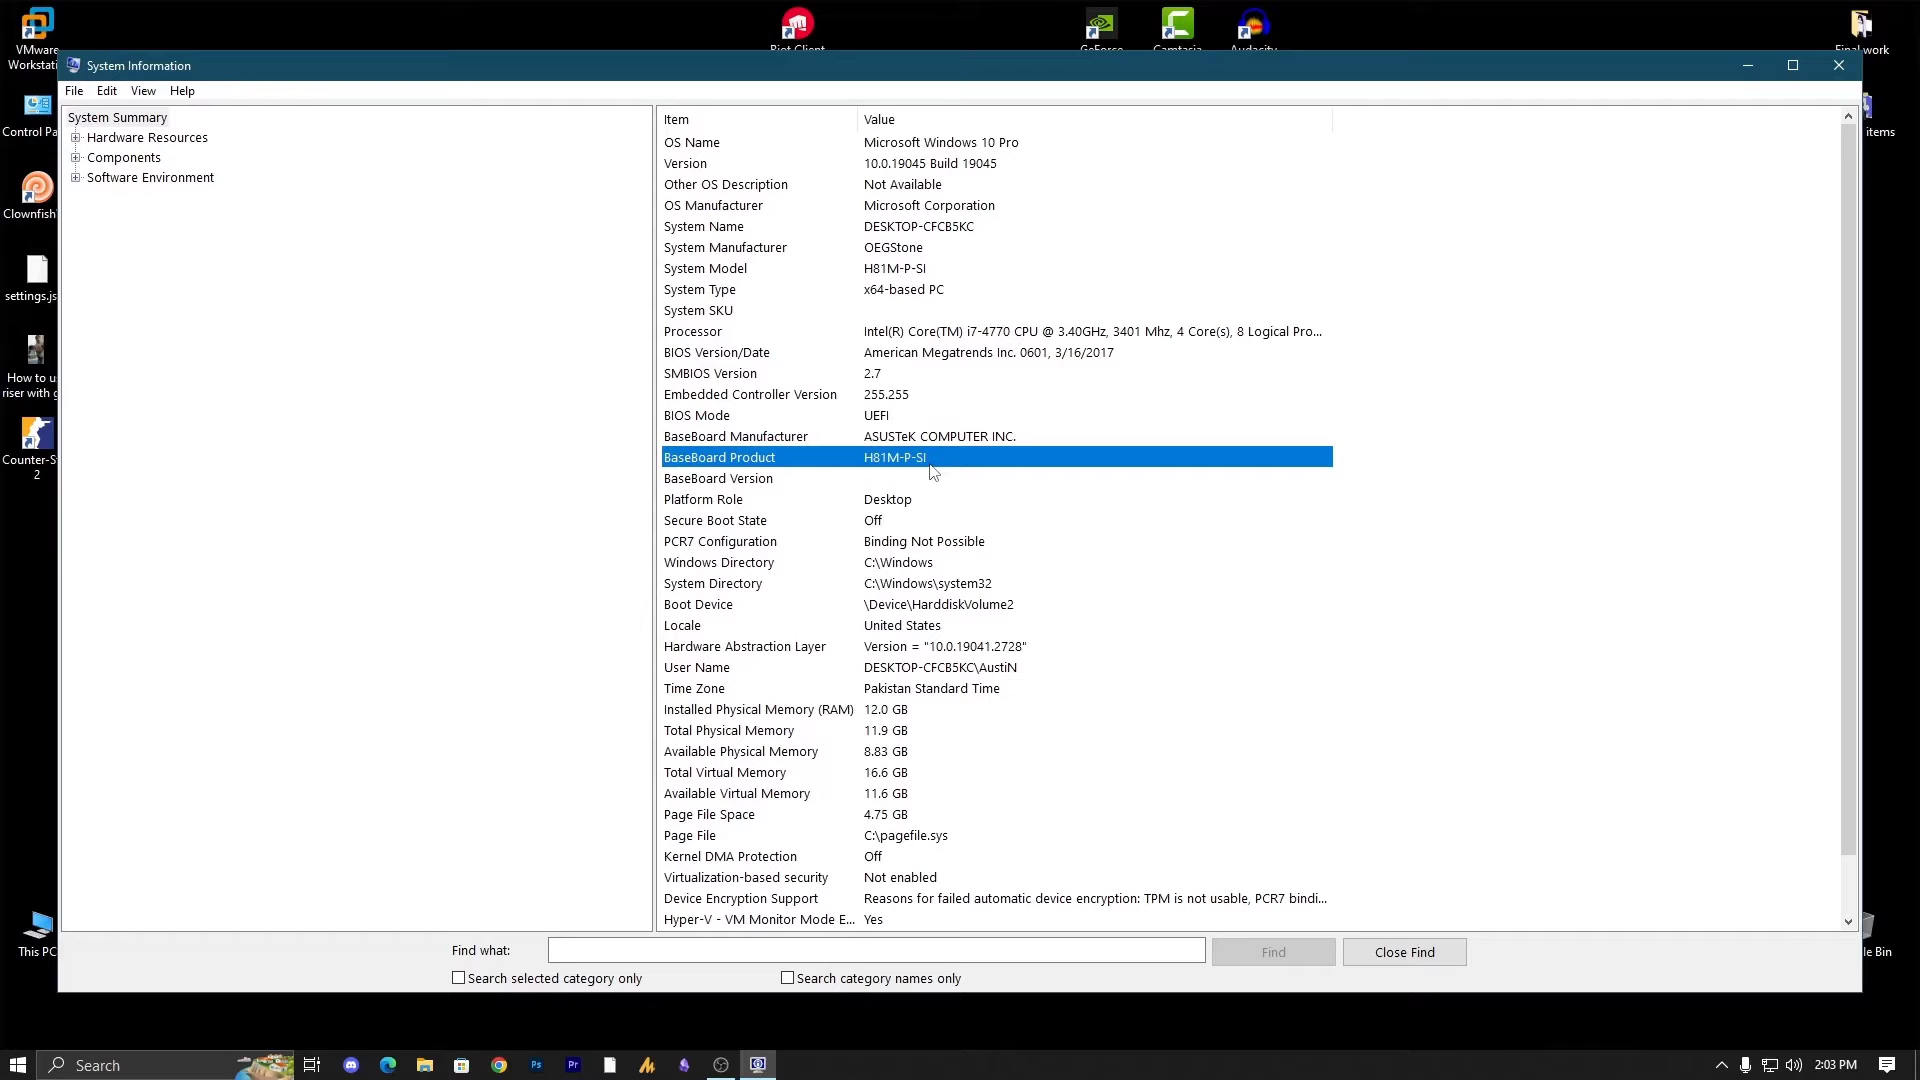 VMware
Workstati
Riot Client
GeForce
Camtasia
Audacity
Final work
System Information
File Edit View Help
Control Pa
items
Clownfish
settings.js
How to u
riser with g
Counter-S
2
This PC
le Bin
System Summary
Hardware Resources
Components
Software Environment
Item Value
OS Name Microsoft Windows 10 Pro
Version 10.0.19045 Build 19045
Other OS Description Not Available
OS Manufacturer Microsoft Corporation
System Name DESKTOP-CFCB5KC
System Manufacturer OEGStone
System Model H81M-P-SI
System Type x64-based PC
System SKU
Processor Intel(R) Core(TM) i7-4770 CPU @ 3.40GHz, 3401 Mhz, 4 Core(s), 8 Logical Pro...
BIOS Version/Date American Megatrends Inc. 0601, 3/16/2017
SMBIOS Version 2.7
Embedded Controller Version 255.255
BIOS Mode UEFI
BaseBoard Manufacturer ASUSTeK COMPUTER INC.
BaseBoard Product H81M-P-SI
BaseBoard Version
Platform Role Desktop
Secure Boot State Off
PCR7 Configuration Binding Not Possible
Windows Directory C:\Windows
System Directory C:\Windows\system32
Boot Device \Device\HarddiskVolume2
Locale United States
Hardware Abstraction Layer Version = "10.0.19041.2728"
User Name DESKTOP-CFCB5KC\AustiN
Time Zone Pakistan Standard Time
Installed Physical Memory (RAM) 12.0 GB
Total Physical Memory 11.9 GB
Available Physical Memory 8.83 GB
Total Virtual Memory 16.6 GB
Available Virtual Memory 11.6 GB
Page File Space 4.75 GB
Page File C:\pagefile.sys
Kernel DMA Protection Off
Virtualization-based security Not enabled
Device Encryption Support Reasons for failed automatic device encryption: TPM is not usable, PCR7 bindi...
Hyper-V - VM Monitor Mode E... Yes
Find what: Find Close Find
Search selected category only Search category names only
Search Ps Pr 2:03 PM